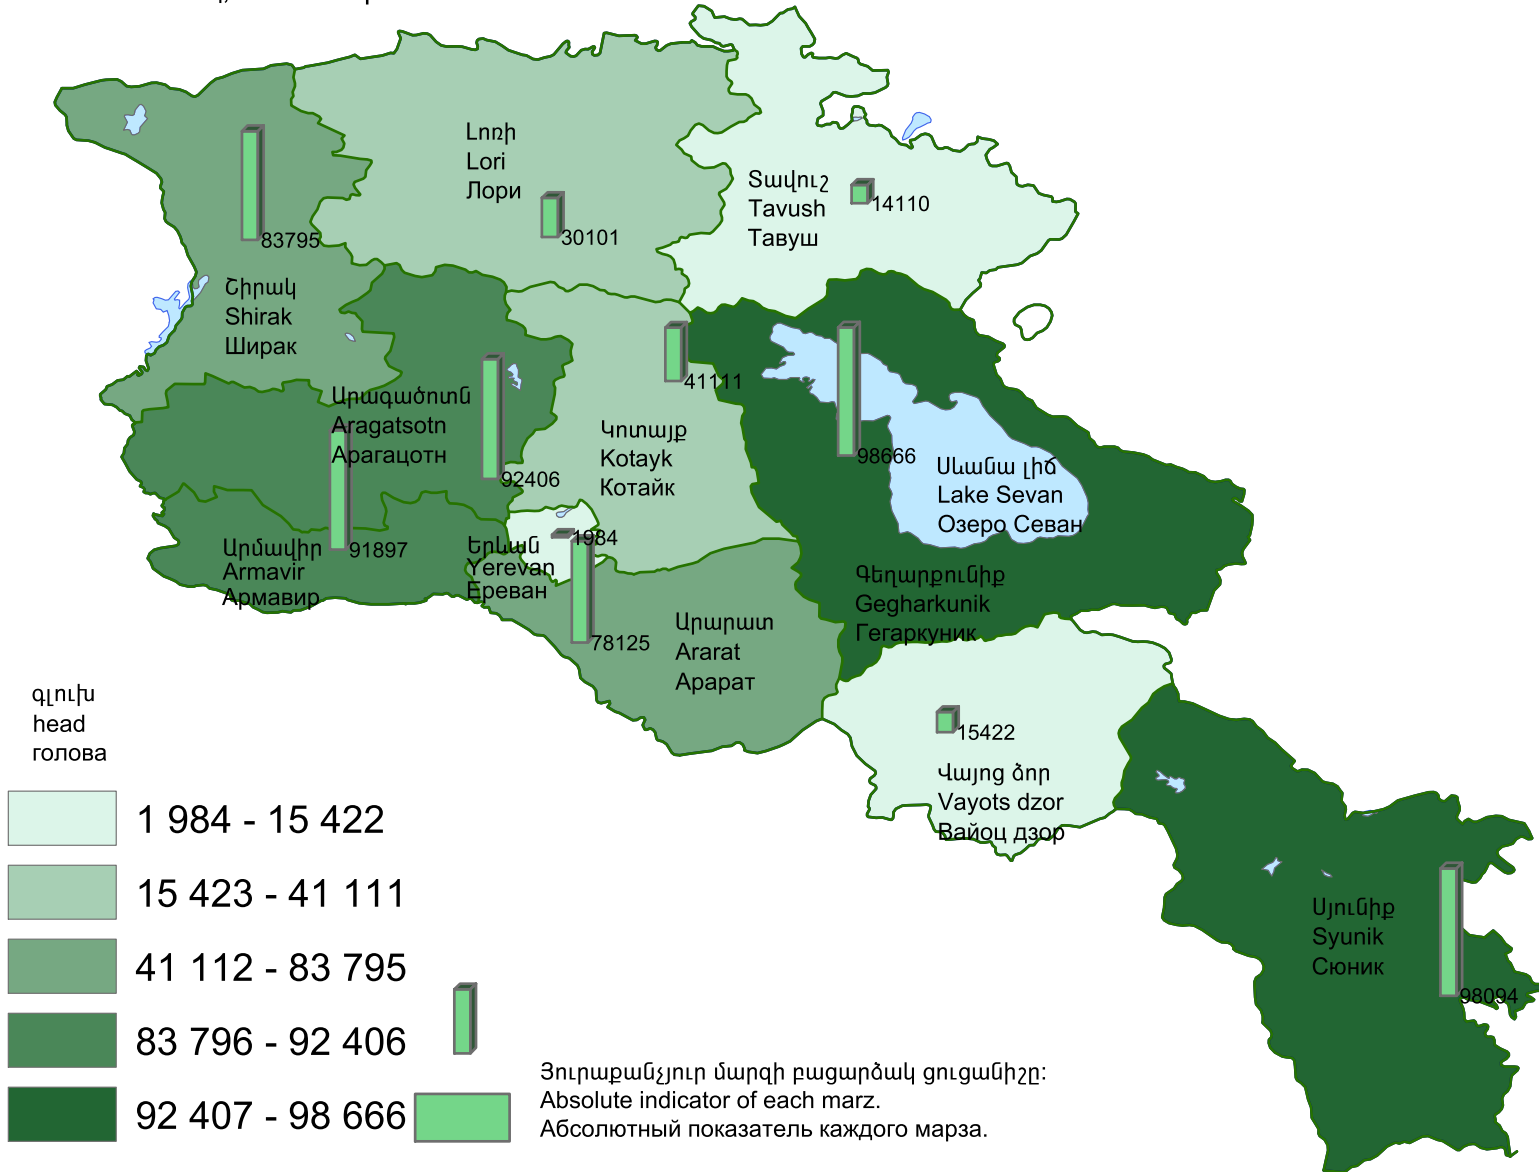 Լոռի
Lori
Лори
30101
Տավուշ
Tavush
Тавуш
14110
83795
Շիրակ
Shirak
Ширак
Արագածոտն
Aragatsotn
Арагацотн
92406
41111
Կոտայք
Kotayk
Котайк
98666
Սևանա լիճ
Lake Sevan
Озеро Севан
Արմավիր
Armavir
Армавир
91897
Երևան
Yerevan
Ереван
1984
78125
Արարատ
Ararat
Арарат
Գեղարքունիք
Gegharkunik
Гегаркуник
15422
Վայոց ձոր
Vayots dzor
Вайоц дзор
Սյունիք
Syunik
Сюник
98094
գլուխ
head
голова
1 984 - 15 422
15 423 - 41 111
41 112 - 83 795
83 796 - 92 406
92 407 - 98 666
Յուրաքանչյուր մարզի բացարձակ ցուցանիշը:
Absolute indicator of each marz.
Абсолютный показатель каждого марза.